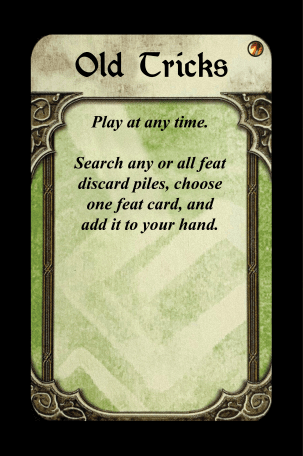 Old Tricks
Play at any time.
Search any or all feat
discard piles, choose
one feat card, and
add it to your hand.